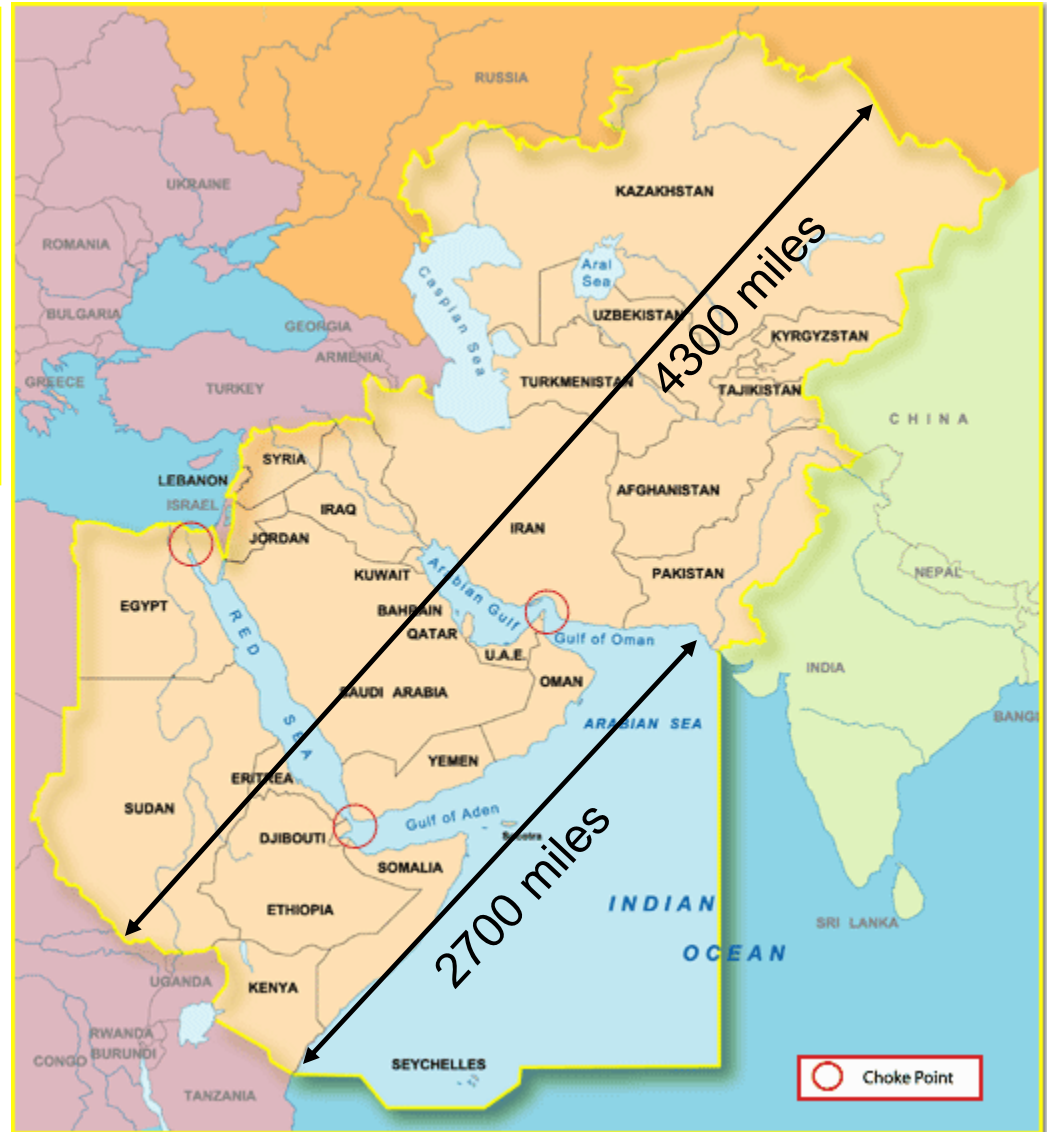 RUSSIA
UKRAINE
KAZAKHSTAN
ROMANIA
Aral
Sea
Caspian Sea
4300 miles
BULGARIA
UZBEKISTAN
GEORGIA
KYRGYZSTAN
ARMENIA
GREECE
TURKEY
TURKMENISTAN
TAJIKISTAN
CHINA
SYRIA
LEBANON
ISRAEL
AFGHANISTAN
IRAQ
IRAN
JORDAN
KUWAIT
PAKISTAN
NEPAL
Arabian Gulf
EGYPT
BAHRAIN
QATAR
Gulf of Oman
RED SEA
U.A.E.
INDIA
OMAN
SAUDI ARABIA
ARABIAN SEA
BANGL
YEMEN
ERITREA
SUDAN
Gulf of Aden
DJIBOUTI
Socotra
2700 miles
SOMALIA
ETHIOPIA
INDIAN
OCEAN
SRI LANKA
UGANDA
KENYA
RWANDA
CONGO
BURUNDI
SEYCHELLES
TANZANIA
Choke Point